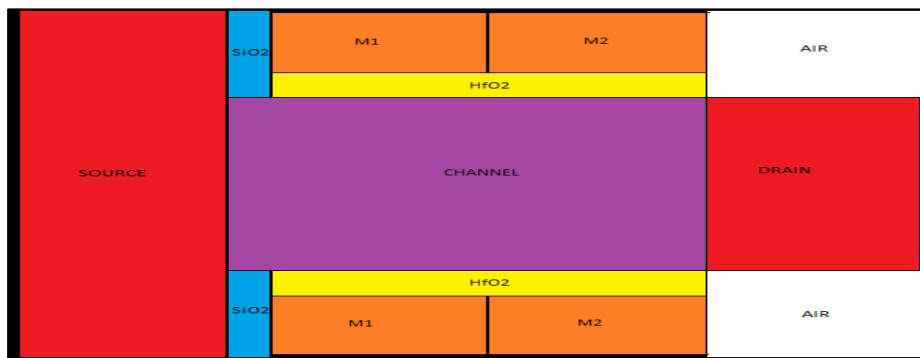 SiO2
M1
M2
AIR
HfO2
SOURCE
CHANNEL
DRAIN
HfO2
SiO2
M1
M2
AIR